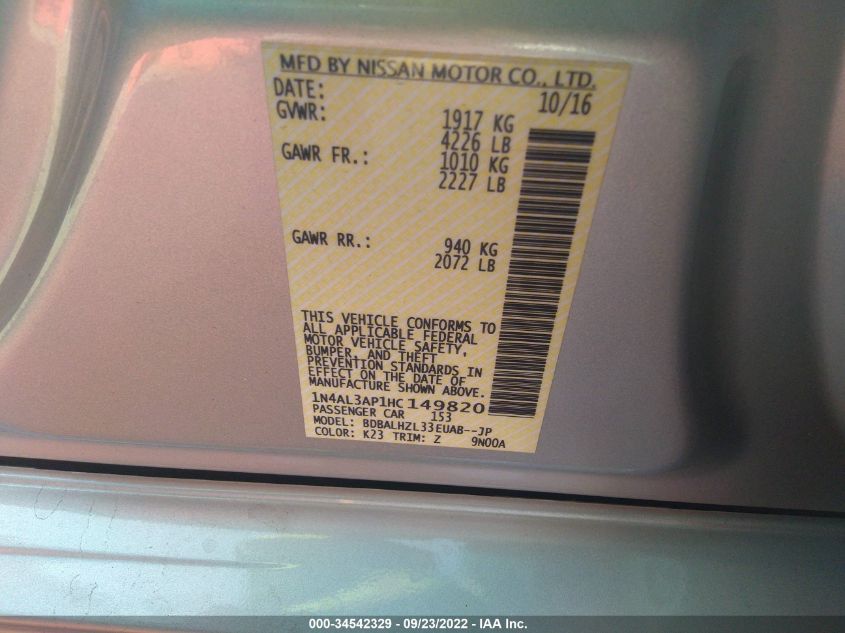 MFD BY NISSAN MOTOR CO., LTD.
DATE: 10/16
GVWR: 1917 KG
4226 LB
GAWR FR.: 1010 KG
2227 LB
GAWR RR.: 940 KG
2072 LB
THIS VEHICLE CONFORMS TO
ALL APPLICABLE FEDERAL
MOTOR VEHICLE SAFETY,
BUMPER, AND THEFT
PREVENTION STANDARDS IN
EFFECT ON THE DATE OF
MANUFACTURE SHOWN ABOVE.
1N4AL3AP1HC149820
PASSENGER CAR 153
MODEL: BDBALHZL33EUAB--JP
COLOR: K23 TRIM: Z 9N00A
000-34542329 - 09/23/2022 - IAA Inc.